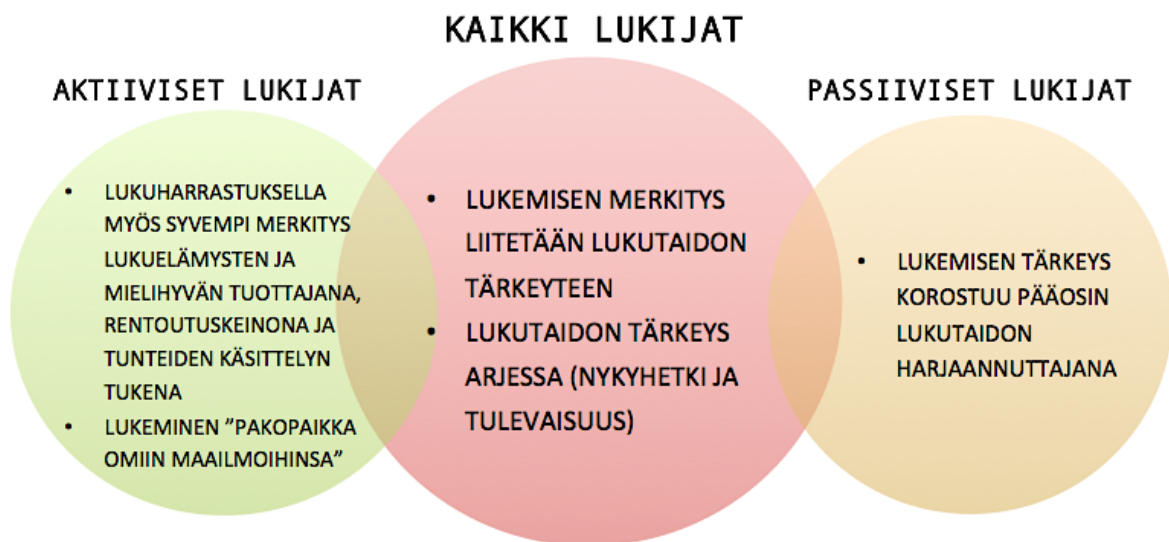 KAIKKI LUKIJAT
AKTIIVISET LUKIJAT
• LUKUHARRASTUKSELLA
MYÖS SYVEMPI MERKITYS
LUKUELÄMYSTEN JA
MIELIHYVÄN TUOTTAJANA,
RENTOUTUSKEINONA JA
TUNTEIDEN KÄSITTELYN
TUKENA
• LUKEMINEN ”PAKOPAIKKA
OMIIN MAAILMOIHINSA”
• LUKEMISEN MERKITYS
LIITETÄÄN LUKUTAIDON
TÄRKEYTEEN
• LUKUTAIDON TÄRKEYS
ARJESSA (NYKYHETKI JA
TULEVAISUUS)
PASSIIVISET LUKIJAT
• LUKEMISEN TÄRKEYS
KOROSTUU PÄÄOSIN
LUKUTAIDON
HARJAANNUTTAJANA